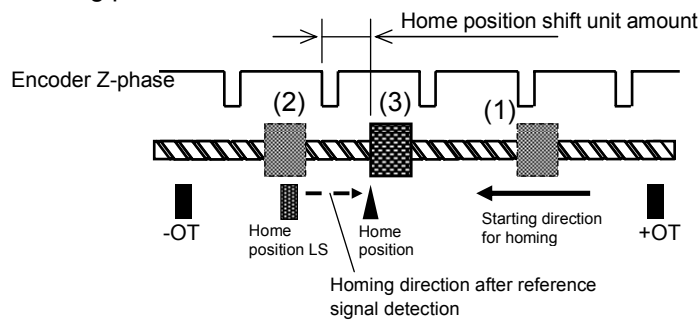 Home position shift unit amount
Encoder Z-phase
(2)
(3)
(1)
-OT
Home
position LS
Home
position
Starting direction
for homing
+OT
Homing direction after reference
signal detection